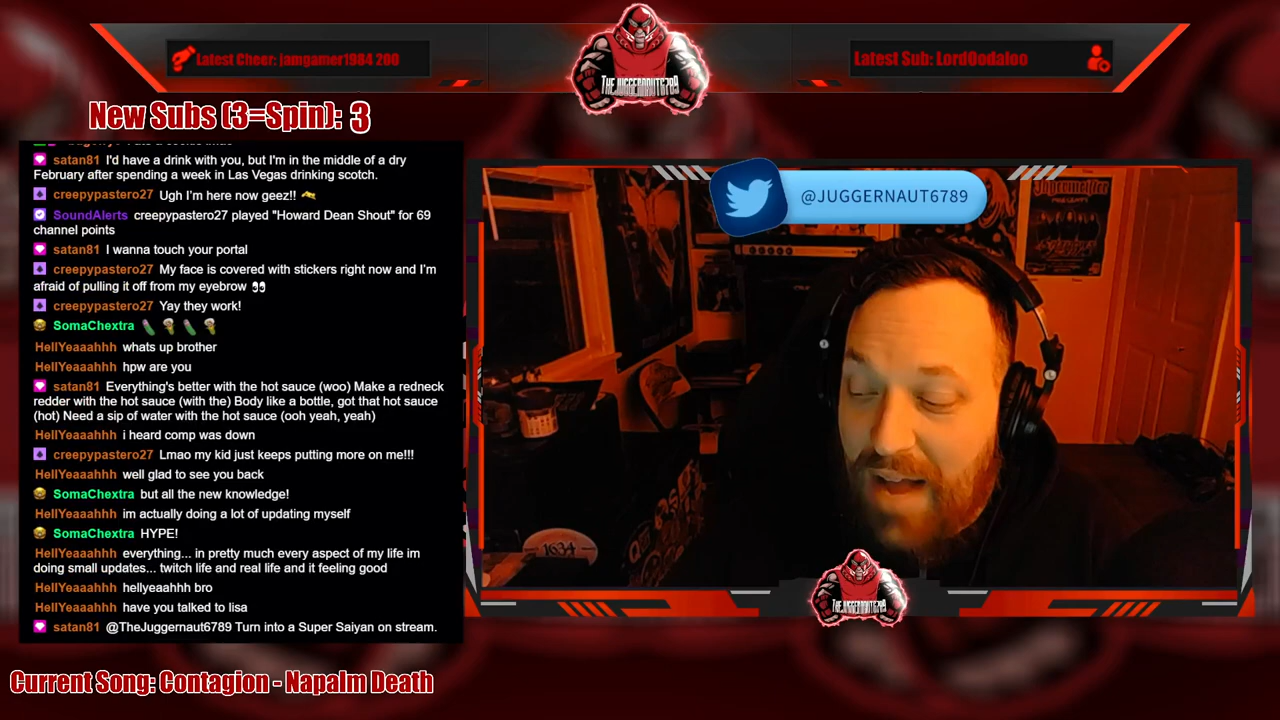 Latest Cheer: jamgamer1984 200
THEJUGGERNAUT6789
Latest Sub: LordOodaloo
New Subs (3=Spin): 3
satan81 I'd have a drink with you, but I'm in the middle of a dry
February after spending a week in Las Vegas drinking scotch.
creepypastero27 Ugh I'm here now geez!!
SoundAlerts creepypastero27 played "Howard Dean Shout" for 69
channel points
satan81 I wanna touch your portal
creepypastero27 My face is covered with stickers right now and I'm
afraid of pulling it off from my eyebrow 👀
creepypastero27 Yay they work!
SomaChextra
HellYeaaahhh whats up brother
HellYeaaahhh hpw are you
satan81 Everything's better with the hot sauce (woo) Make a redneck
redder with the hot sauce (with the) Body like a bottle, got that hot sauce
(hot) Need a sip of water with the hot sauce (ooh yeah, yeah)
HellYeaaahhh i heard comp was down
creepypastero27 Lmao my kid just keeps putting more on me!!!
HellYeaaahhh well glad to see you back
SomaChextra but all the new knowledge!
HellYeaaahhh im actually doing a lot of updating myself
SomaChextra HYPE!
HellYeaaahhh everything... in pretty much every aspect of my life im
doing small updates... twitch life and real life and it feeling good
HellYeaaahhh hellyeaahhh bro
HellYeaaahhh have you talked to lisa
satan81 @TheJuggernaut6789 Turn into a Super Saiyan on stream.
@JUGGERNAUT6789
Jägermeister
1634
THEJUGGERNAUT6789
Current Song: Contagion - Napalm Death